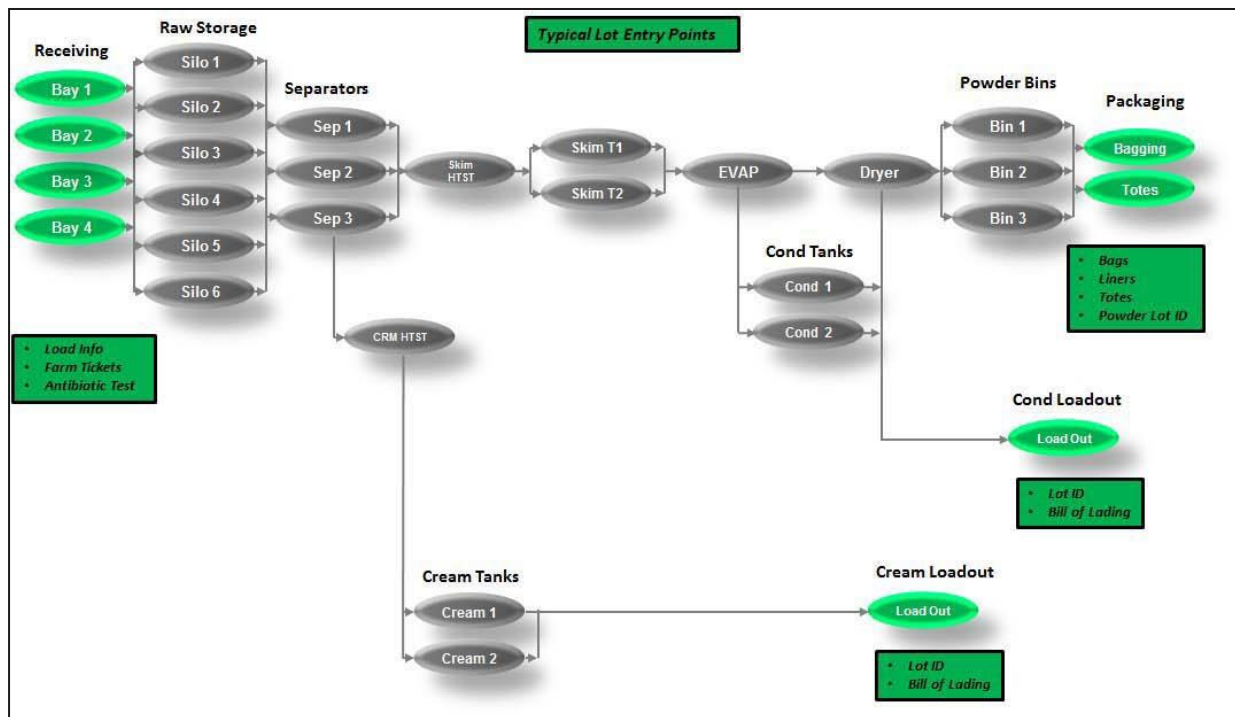 Typical Lot Entry Points
Receiving
Bay 1
Bay 2
Bay 3
Bay 4
Load Info
Farm Tickets
Antibiotic Test
Raw Storage
Silo 1
Silo 2
Silo 3
Silo 4
Silo 5
Silo 6
Separators
Sep 1
Sep 2
Sep 3
Skim
HTST
CRM HTST
Skim T1
Skim T2
EVAP
Dryer
Cond Tanks
Cond 1
Cond 2
Powder Bins
Bin 1
Bin 2
Bin 3
Packaging
Bagging
Totes
Bags
Liners
Totes
Powder Lot ID
Cond Loadout
Load Out
Lot ID
Bill of Lading
Cream Tanks
Cream 1
Cream 2
Cream Loadout
Load Out
Lot ID
Bill of Lading